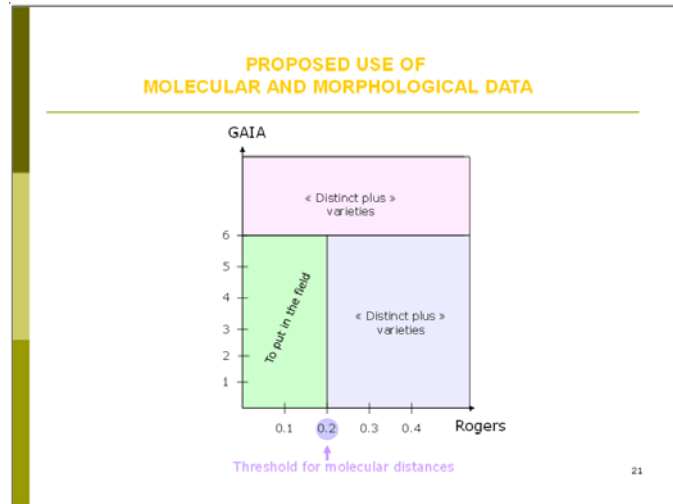 PROPOSED USE OF
MOLECULAR AND MORPHOLOGICAL DATA
GAIA
« Distinct plus »
varieties
6
5
4
3
2
1
To put in the field
« Distinct plus »
varieties
0.1 0.2 0.3 0.4 Rogers
Threshold for molecular distances
21